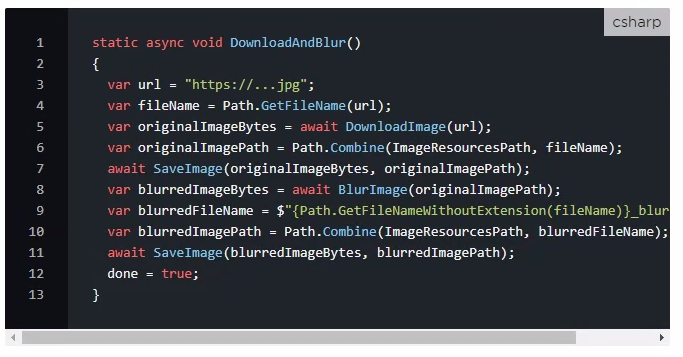 csharp
1 static async void DownloadAndBlur()
2 {
3 var url = "https://...jpg";
4 var fileName = Path.GetFileName(url);
5 var originalImageBytes = await DownloadImage(url);
6 var originalImagePath = Path.Combine(ImageResourcesPath, fileName);
7 await SaveImage(originalImageBytes, originalImagePath);
8 var blurredImageBytes = await BlurImage(originalImagePath);
9 var blurredFileName = $"{Path.GetFileNameWithoutExtension(fileName)}_blur
10 var blurredImagePath = Path.Combine(ImageResourcesPath, blurredFileName);
11 await SaveImage(blurredImageBytes, blurredImagePath);
12 done = true;
13 }